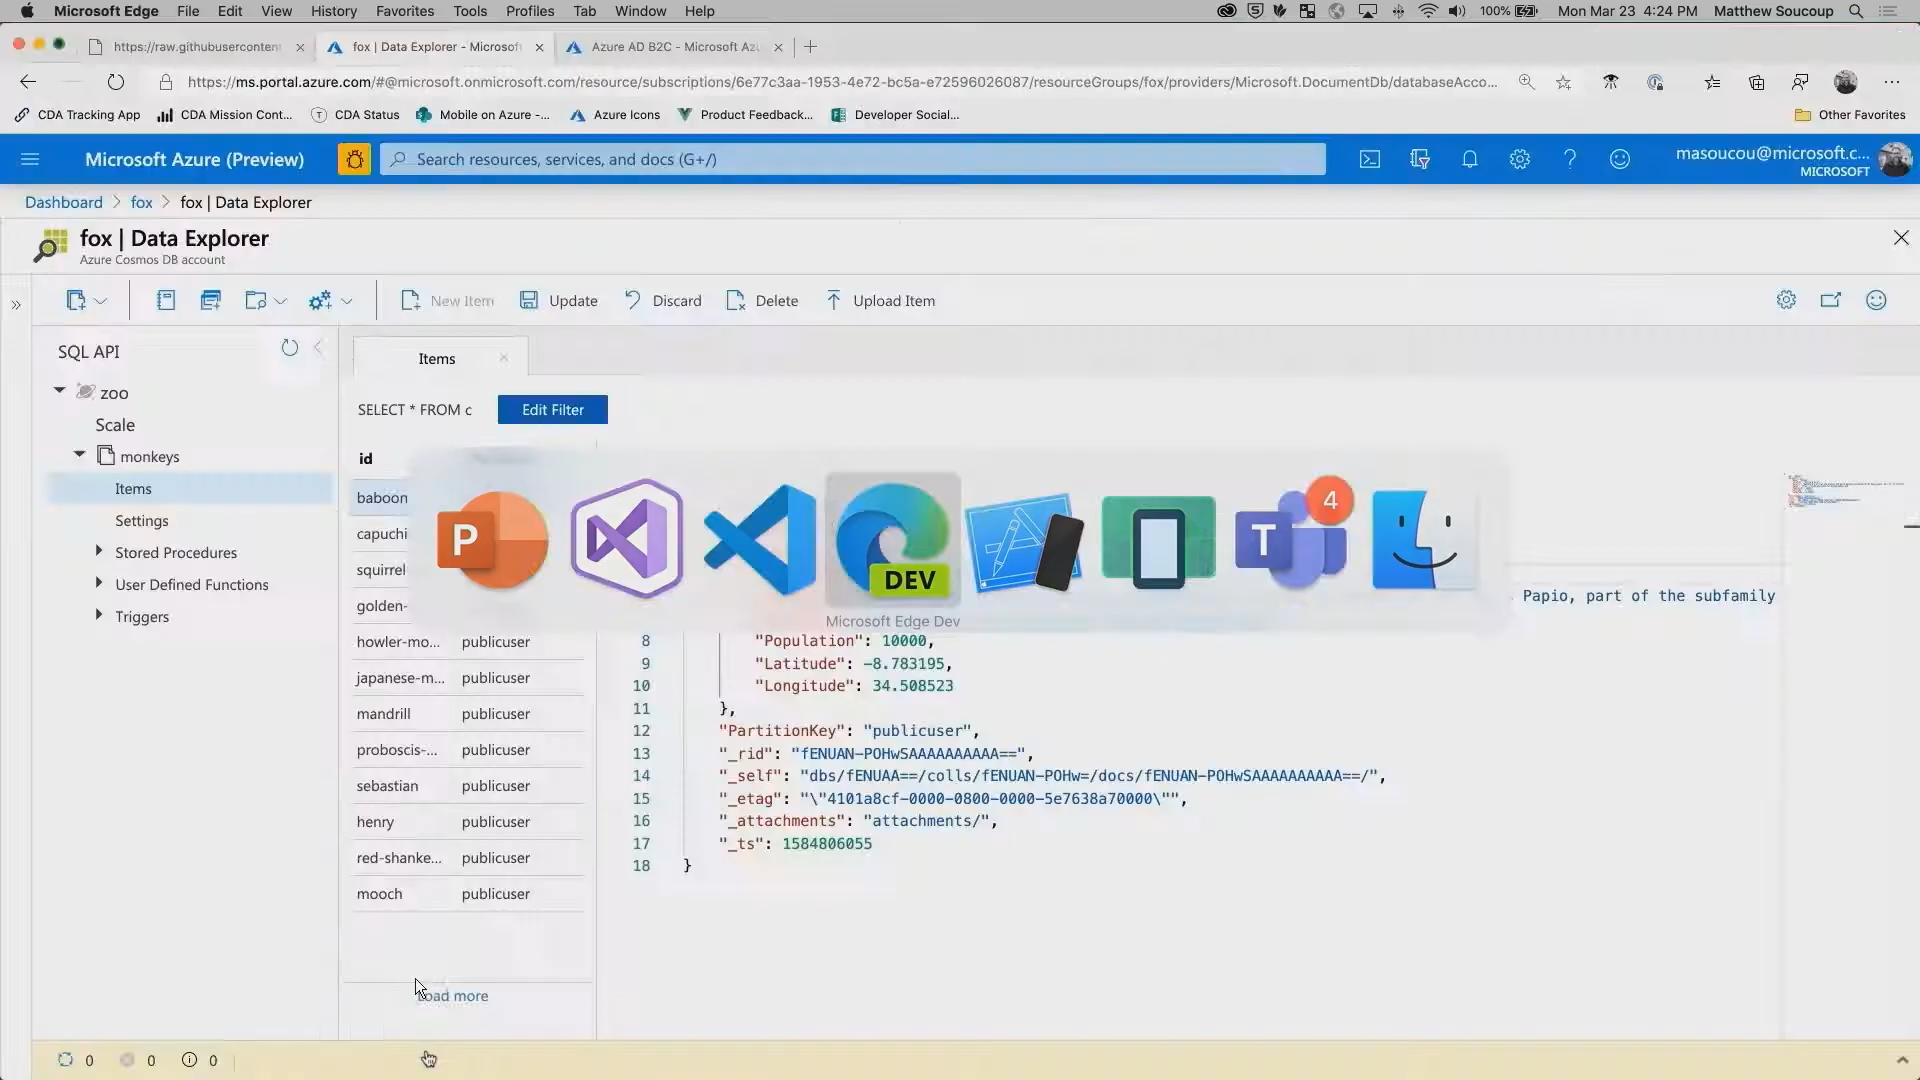 Microsoft Edge File Edit View History Favorites Tools Profiles Tab Window Help 100% Mon Mar 23 4:24 PM Matthew Soucoup
https://raw.githubusercontent
fox | Data Explorer - Microsoft
Azure AD B2C - Microsoft Az
https://ms.portal.azure.com/#@microsoft.onmicrosoft.com/resource/subscriptions/6e77c3aa-1953-4e72-bc5a-e72596026087/resourceGroups/fox/providers/Microsoft.DocumentDb/databaseAcco...
CDA Tracking App CDA Mission Cont... CDA Status Mobile on Azure -... Azure Icons Product Feedback... Developer Social... Other Favorites
Microsoft Azure (Preview)
Search resources, services, and docs (G+/)
masoucou@microsoft.c...
MICROSOFT
Dashboard > fox > fox | Data Explorer
fox | Data Explorer
Azure Cosmos DB account
New Item Update Discard Delete Upload Item
SQL API
zoo
Scale
monkeys
Items
Settings
Stored Procedures
User Defined Functions
Triggers
Items
SELECT * FROM c Edit Filter
id
baboon
capuchi
squirrel
golden-
howler-mo... publicuser
japanese-m... publicuser
mandrill publicuser
proboscis-... publicuser
sebastian publicuser
henry publicuser
red-shanke... publicuser
mooch publicuser
Load more
P
DEV
T
4
Microsoft Edge Dev
Papio, part of the subfamily
8 "Population": 10000,
9 "Latitude": -8.783195,
10 "Longitude": 34.508523
11 },
12 "PartitionKey": "publicuser",
13 "_rid": "fENUAN-POHwSAAAAAAAAAA==",
14 "_self": "dbs/fENUAA==/colls/fENUAN-POHw=/docs/fENUAN-POHwSAAAAAAAAAA==/",
15 "_etag": "\"4101a8cf-0000-0800-0000-5e7638a70000\"",
16 "_attachments": "attachments/",
17 "_ts": 1584806055
18 }
0 0 0